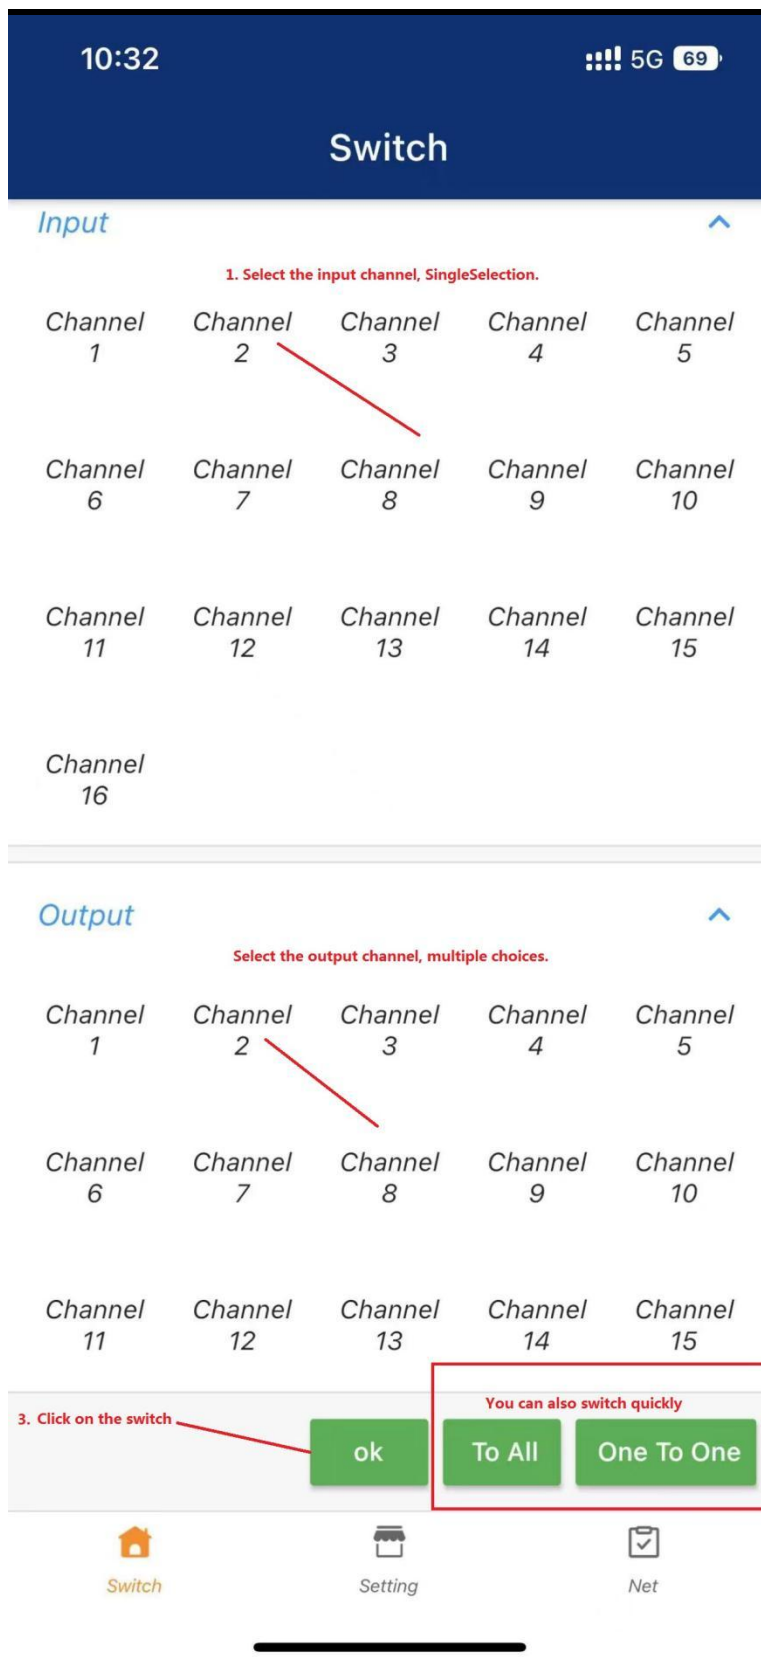 10:32
5G 69
Switch
Input
1. Select the input channel, SingleSelection.
Channel Channel Channel Channel Channel
1 2 3 4 5
Channel Channel Channel Channel Channel
6 7 8 9 10
Channel Channel Channel Channel Channel
11 12 13 14 15
Channel
16
Output
Select the output channel, multiple choices.
Channel Channel Channel Channel Channel
1 2 3 4 5
Channel Channel Channel Channel Channel
6 7 8 9 10
Channel Channel Channel Channel Channel
11 12 13 14 15
You can also switch quickly
3. Click on the switch
ok To All One To One
Switch Setting Net